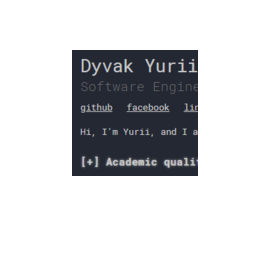 Dyvak Yurii
Software Engine
github facebook lin
Hi, I'm Yurii, and I a
[+] Academic qualit